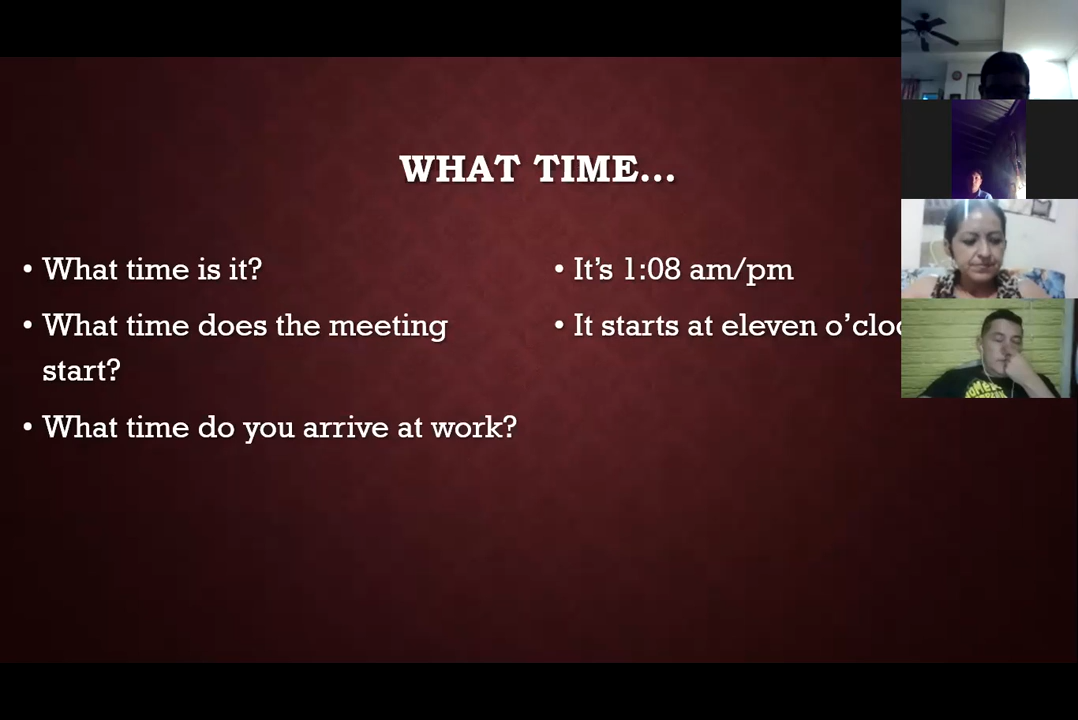 WHAT TIME...
• What time is it?
• What time does the meeting
start?
• What time do you arrive at work?
• It's 1:08 am/pm
• It starts at eleven